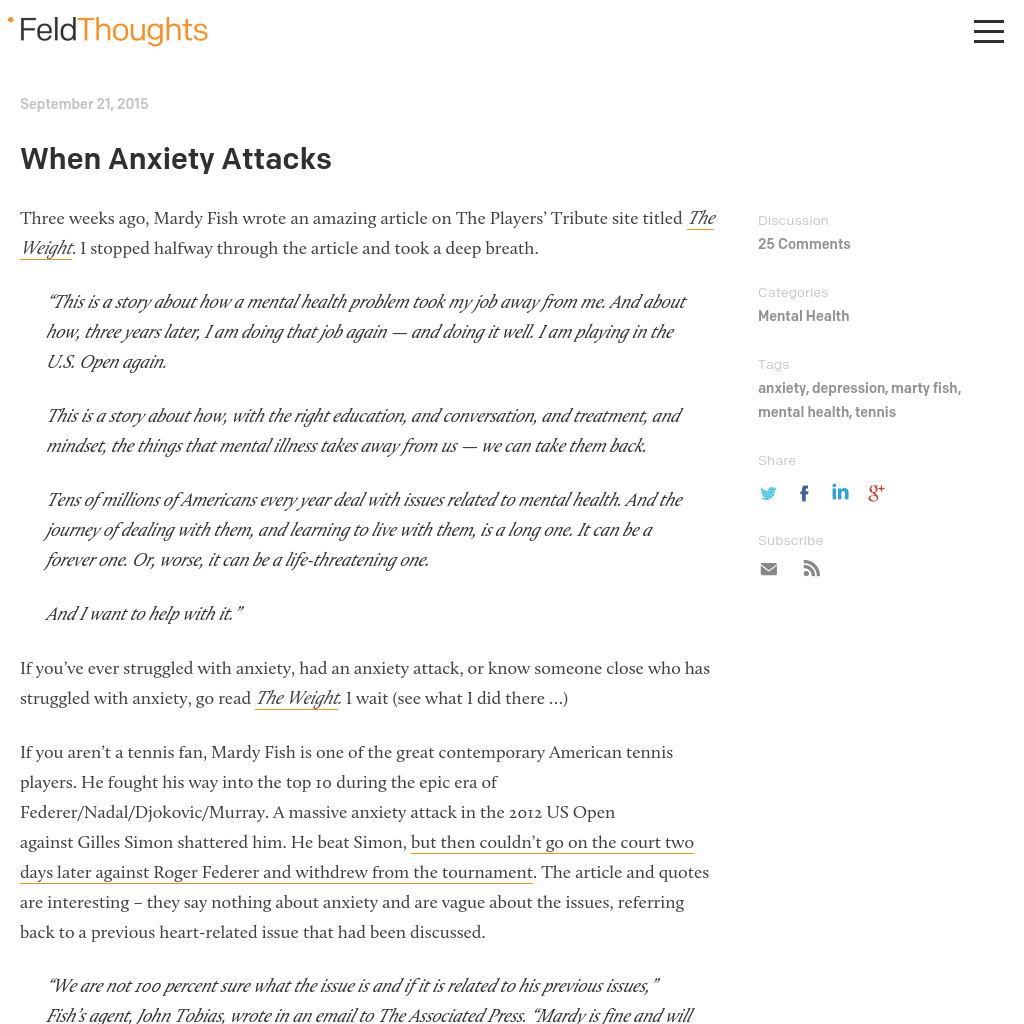 FeldThoughts
September 21, 2015
When Anxiety Attacks
Three weeks ago, Mardy Fish wrote an amazing article on The Players’ Tribute site titled The
Weight. I stopped halfway through the article and took a deep breath.
“This is a story about how a mental health problem took my job away from me. And about
how, three years later, I am doing that job again — and doing it well. I am playing in the
U.S. Open again.
This is a story about how, with the right education, and conversation, and treatment, and
mindset, the things that mental illness takes away from us — we can take them back.
Tens of millions of Americans every year deal with issues related to mental health. And the
journey of dealing with them, and learning to live with them, is a long one. It can be a
forever one. Or, worse, it can be a life-threatening one.
And I want to help with it.”
If you’ve ever struggled with anxiety, had an anxiety attack, or know someone close who has
struggled with anxiety, go read The Weight. I wait (see what I did there …)
If you aren’t a tennis fan, Mardy Fish is one of the great contemporary American tennis
players. He fought his way into the top 10 during the epic era of
Federer/Nadal/Djokovic/Murray. A massive anxiety attack in the 2012 US Open
against Gilles Simon shattered him. He beat Simon, but then couldn’t go on the court two
days later against Roger Federer and withdrew from the tournament. The article and quotes
are interesting – they say nothing about anxiety and are vague about the issues, referring
back to a previous heart-related issue that had been discussed.
“We are not 100 percent sure what the issue is and if it is related to his previous issues,”
Fish’s agent, John Tobias, wrote in an email to The Associated Press. “Mardy is fine and will
Discussion
25 Comments
Categories
Mental Health
Tags
anxiety, depression, marty fish,
mental health, tennis
Share
Subscribe